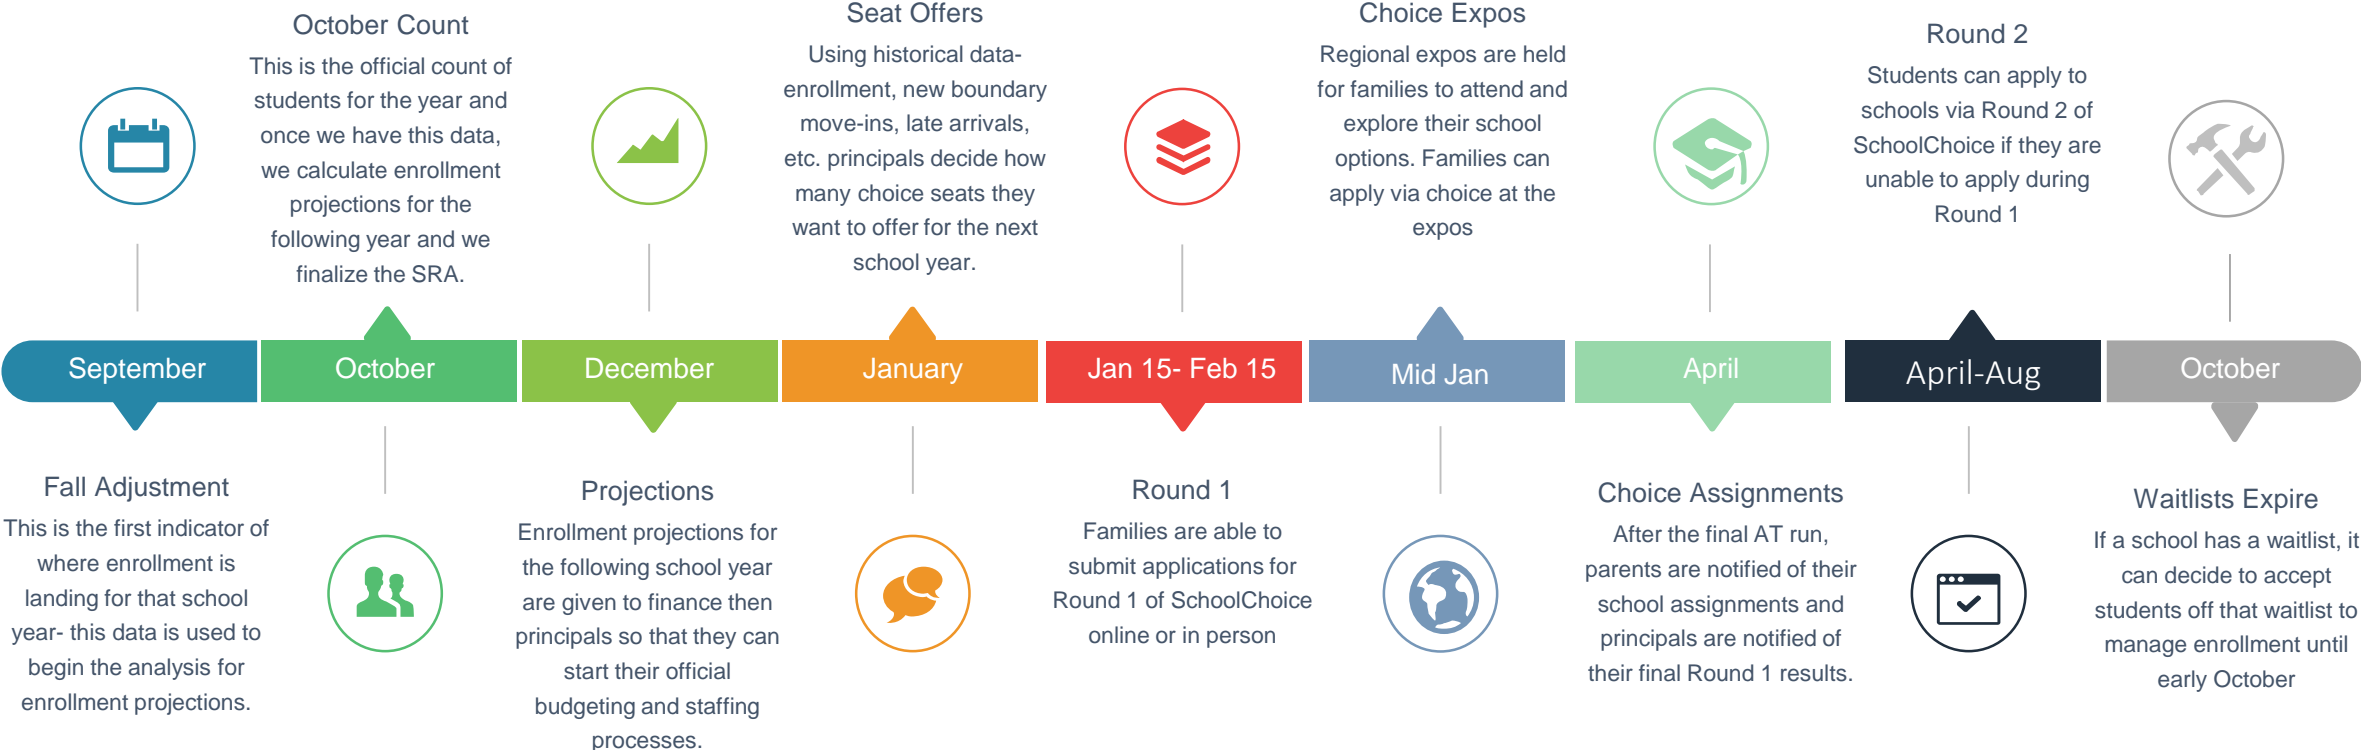 October Count
This is the official count of
students for the year and
once we have this data,
we calculate enrollment
projections for the
following year and we
finalize the SRA.
Seat Offers
Using historical data-
enrollment, new boundary
move-ins, late arrivals,
etc. principals decide how
many choice seats they
want to offer for the next
school year.
Choice Expos
Regional expos are held
for families to attend and
explore their school
options. Families can
apply via choice at the
expos
Round 2
Students can apply to
schools via Round 2 of
SchoolChoice if they are
unable to apply during
Round 1
September
October
December
January
Jan 15- Feb 15
Mid Jan
April
April-Aug
October
Fall Adjustment
This is the first indicator of
where enrollment is
landing for that school
year- this data is used to
begin the analysis for
enrollment projections.
Projections
Enrollment projections for
the following school year
are given to finance then
principals so that they can
start their official
budgeting and staffing
processes.
Round 1
Families are able to
submit applications for
Round 1 of SchoolChoice
online or in person
Choice Assignments
After the final AT run,
parents are notified of their
school assignments and
principals are notified of
their final Round 1 results.
Waitlists Expire
If a school has a waitlist, it
can decide to accept
students off that waitlist to
manage enrollment until
early October